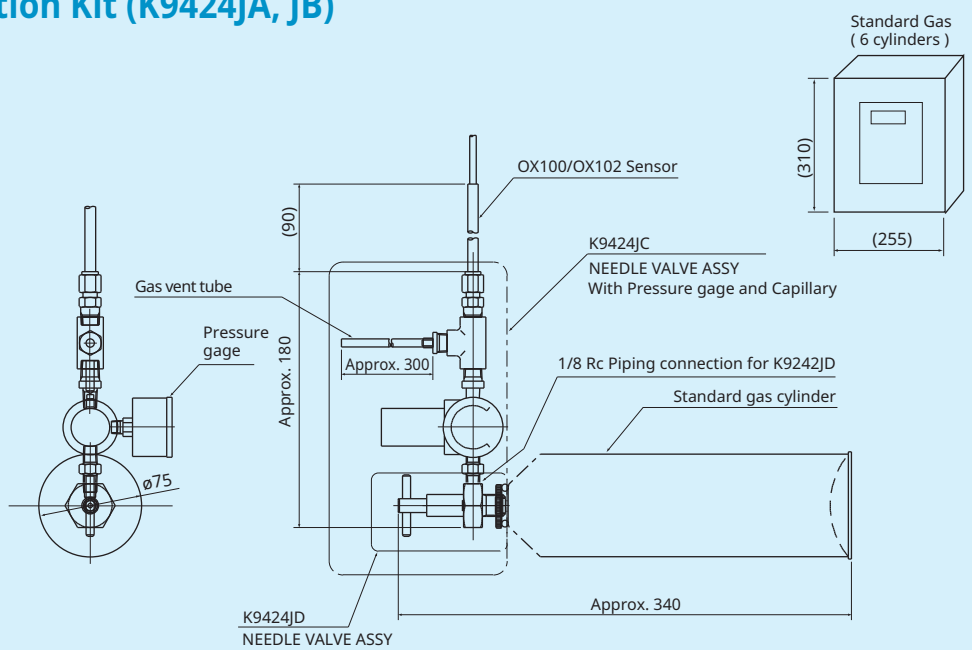 tion Kit (K9424JA, JB)
Standard Gas
( 6 cylinders )
OX100/OX102 Sensor
(310)
(90)
(255)
K9424JC
NEEDLE VALVE ASSY
With Pressure gage and Capillary
Gas vent tube
Pressure
gage
Approx. 300
Approx. 180
1/8 Rc Piping connection for K9242JD
Standard gas cylinder
ø75
Approx. 340
K9424JD
NEEDLE VALVE ASSY